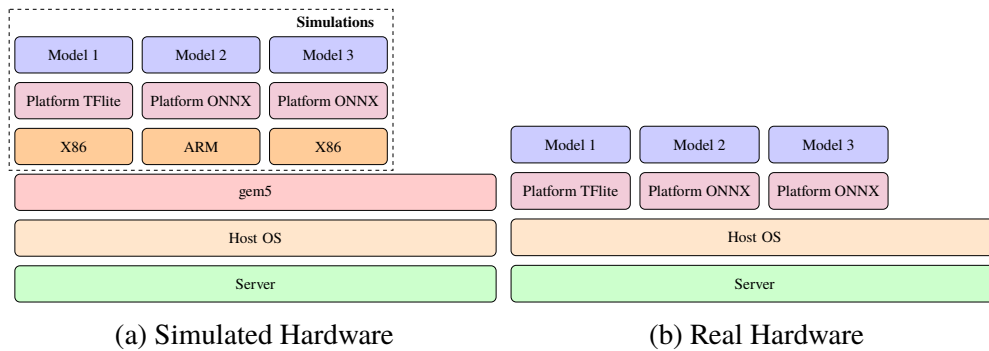 Simulations
Model 1 Model 2 Model 3
Platform TFlite Platform ONNX Platform ONNX
X86 ARM X86
gem5
Host OS
Server
(a) Simulated Hardware
Model 1 Model 2 Model 3
Platform TFlite Platform ONNX Platform ONNX
Host OS
Server
(b) Real Hardware